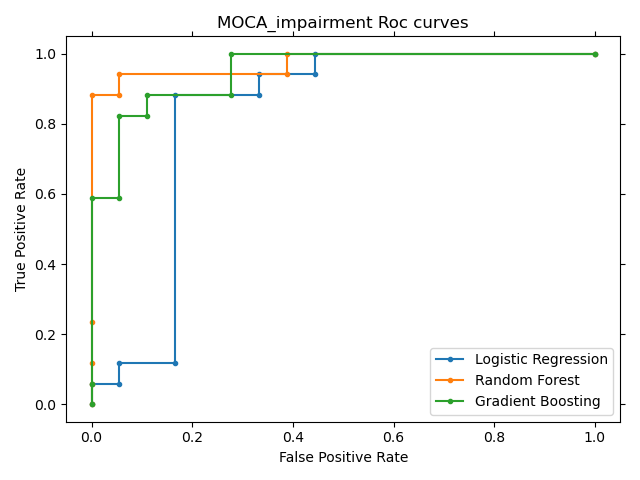 MOCA_impairment Roc curves
1.0
0.8
0.6
0.4
0.2
0.0
True Positive Rate
Logistic Regression
Random Forest
Gradient Boosting
0.0 0.2 0.4 0.6 0.8 1.0
False Positive Rate